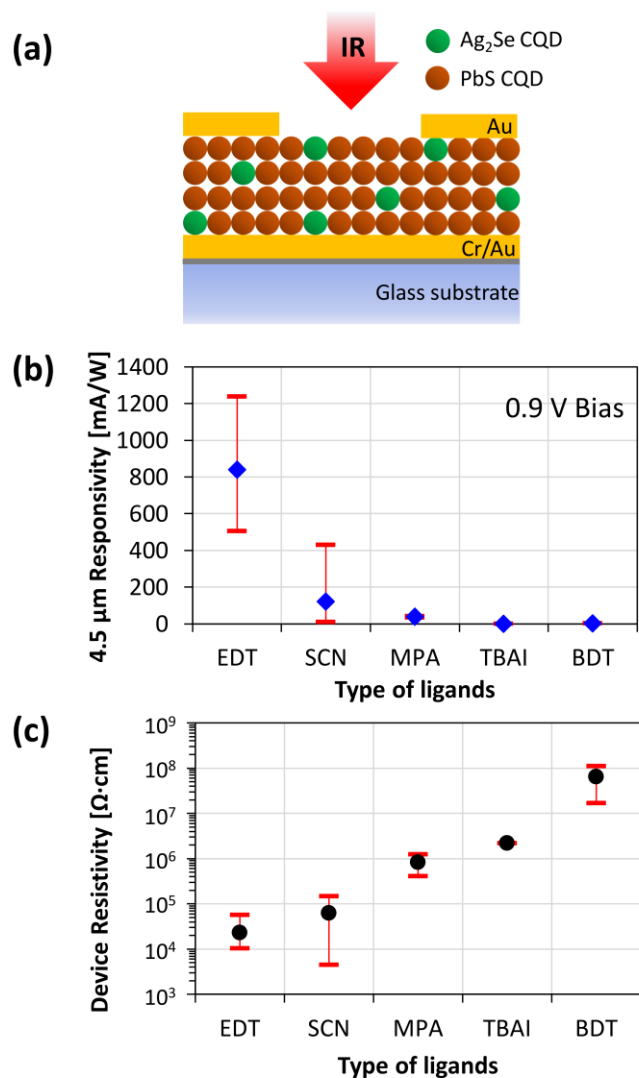 (a)
IR
Ag₂Se CQD
PbS CQD
Au
Cr/Au
Glass substrate
(b)
4.5 µm Responsivity [mA/W]
1400
1200
1000
800
600
400
200
0
0.9 V Bias
EDT SCN MPA TBAI BDT
Type of ligands
(c)
Device Resistivity [Ω·cm]
10⁹
10⁸
10⁷
10⁶
10⁵
10⁴
10³
EDT SCN MPA TBAI BDT
Type of ligands